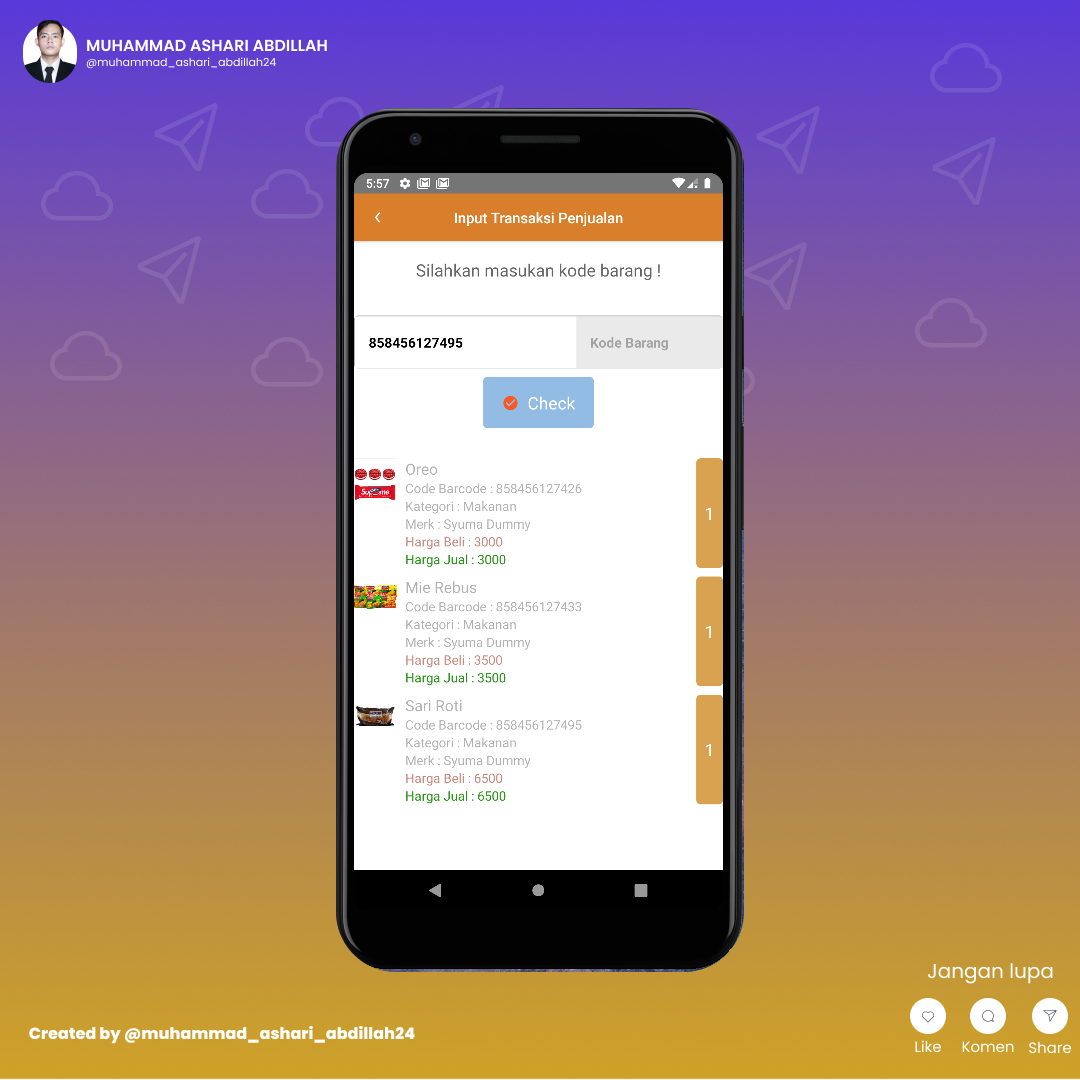 MUHAMMAD ASHARI ABDILLAH
@muhammad_ashari_abdillah24
5:57
Input Transaksi Penjualan
Silahkan masukan kode barang !
858456127495
Kode Barang
Check
Oreo
Code Barcode : 858456127426
Kategori : Makanan
Merk : Syuma Dummy
Harga Beli : 3000
Harga Jual : 3000
1
Mie Rebus
Code Barcode : 858456127433
Kategori : Makanan
Merk : Syuma Dummy
Harga Beli : 3500
Harga Jual : 3500
1
Sari Roti
Code Barcode : 858456127495
Kategori : Makanan
Merk : Syuma Dummy
Harga Beli : 6500
Harga Jual : 6500
1
Jangan lupa
Like
Komen
Share
Created by @muhammad_ashari_abdillah24